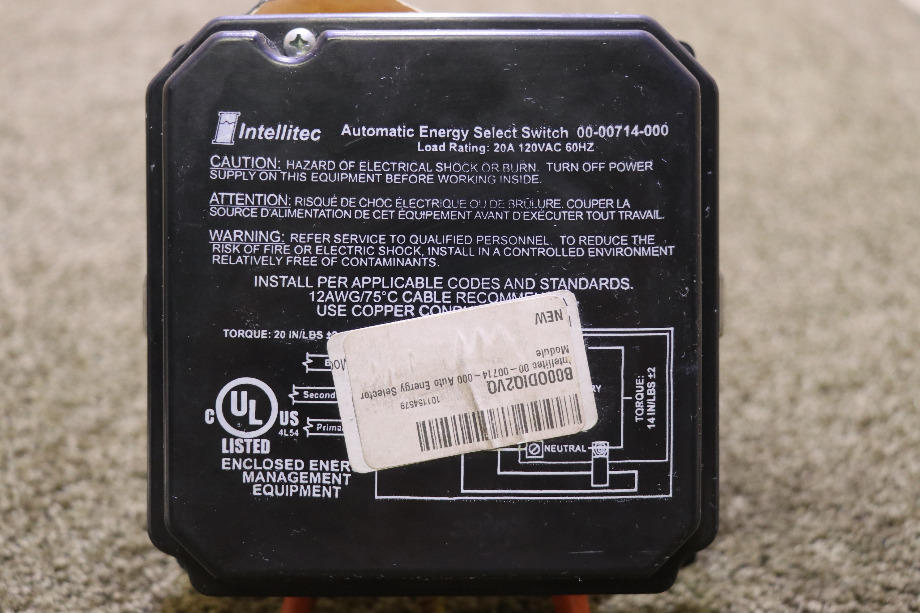 Intellitec Automatic Energy Select Switch 00-00714-000
Load Rating: 20A 120VAC 60HZ
CAUTION: HAZARD OF ELECTRICAL SHOCK OR BURN. TURN OFF POWER
SUPPLY ON THIS EQUIPMENT BEFORE WORKING INSIDE.
ATTENTION: RISQUÉ DE CHOC ÉLECTRIQUE OU DE BRÛLURE. COUPER LA
SOURCE D'ALIMENTATION DE CET ÉQUIPEMENT AVANT D'EXÉCUTER TOUT TRAVAIL.
WARNING: REFER SERVICE TO QUALIFIED PERSONNEL. TO REDUCE THE
RISK OF FIRE OR ELECTRIC SHOCK, INSTALL IN A CONTROLLED ENVIRONMENT
RELATIVELY FREE OF CONTAMINANTS.
INSTALL PER APPLICABLE CODES AND STANDARDS.
12AWG/75°C CABLE RECOMME
USE COPPER CON
TORQUE: 20 IN/LBS ±
Second
Prima
C UL US
4L54
LISTED
ENCLOSED ENER
MANAGEMENT
EQUIPMENT
TORQUE:
14 IN/LBS ±2
NEUTRAL
101154579
B000DIQ2VQ
Intellitec 00-00714-000 Auto Energy Selector
Module
NEW